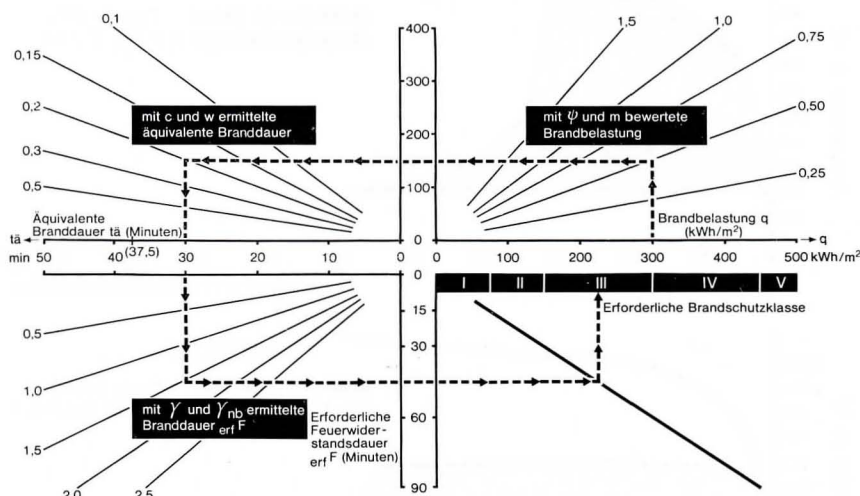 0,1
400
1,5
1,0
0,75
0,15
300
0,2
mit c und w ermittelte
äquivalente Branddauer
200
mit ψ und m bewertete
Brandbelastung
0,50
0,3
0,5
100
0,25
Äquivalente
Branddauer tä (Minuten)
Brandbelastung q
(kWh/m²)
tä
0
0
q
min
50
40
(37,5)
30
20
10
0
0
100
200
300
400
500
kWh/m²
0
I
II
III
IV
V
15
Erforderliche Brandschutzklasse
0,5
30
1,0
mit γ und γnb ermittelte
Branddauer erf F
Erforderliche
Feuerwider-
standsdauer
erf F (Minuten)
45
60
1,5
2,0
2,5
90